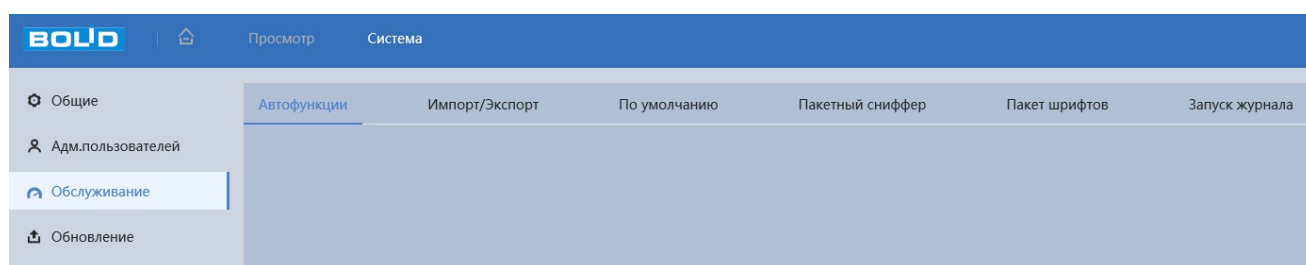 BOLID Просмотр Система
Общие
Автофункции Импорт/Экспорт По умолчанию Пакетный сниффер Пакет шрифтов Запуск журнала
Адм.пользователей
Обслуживание
Обновление